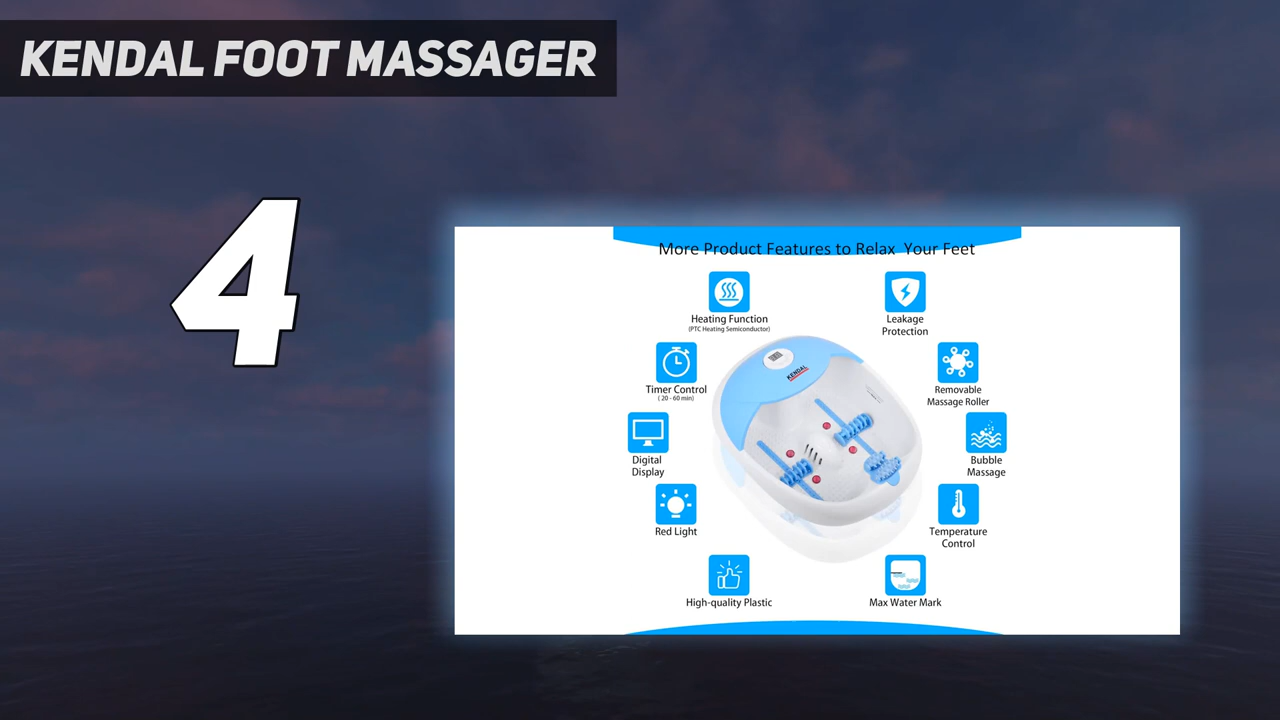 KENDAL FOOT MASSAGER
4
More Product Features to Relax Your Feet
Heating Function
(PTC Heating Semiconductor)
Leakage
Protection
Timer Control
( 20 - 60 min)
Removable
Massage Roller
KENDAL
Digital
Display
Bubble
Massage
Red Light
Temperature
Control
High-quality Plastic
Max Water Mark